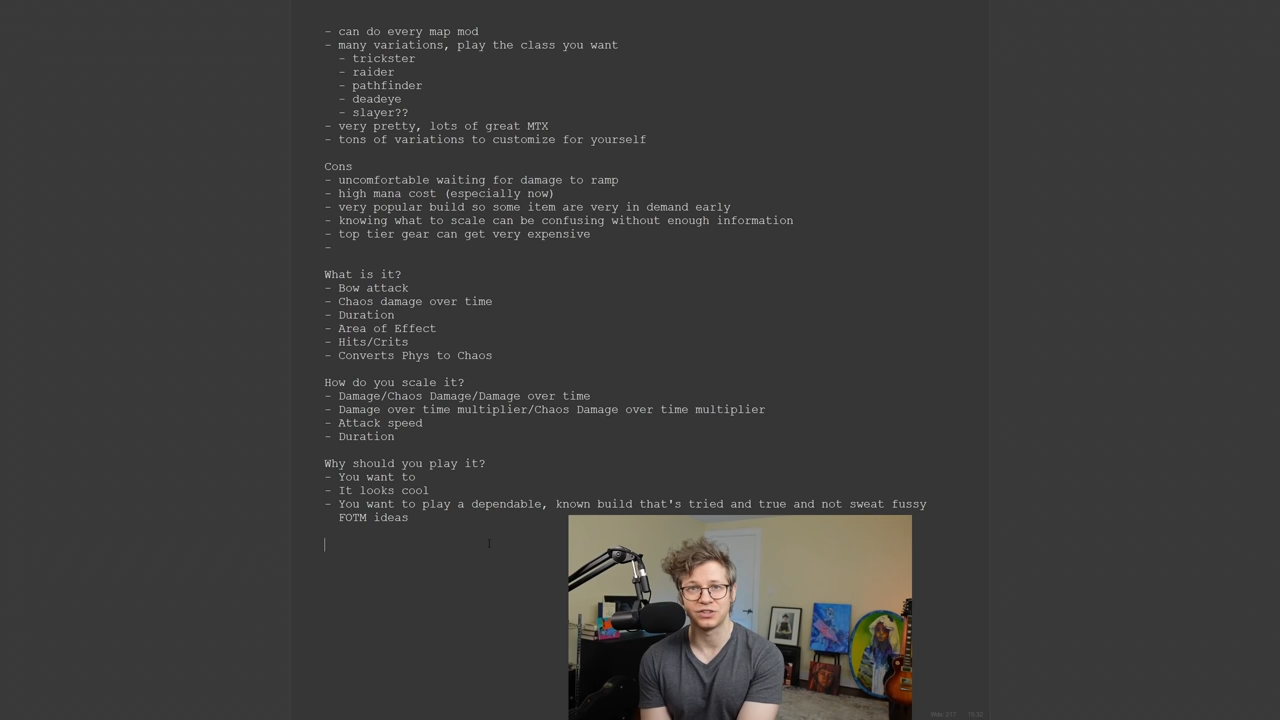 - can do every map mod
- many variations, play the class you want
- trickster
- raider
- pathfinder
- deadeye
- slayer??
- very pretty, lots of great MTX
- tons of variations to customize for yourself
Cons
- uncomfortable waiting for damage to ramp
- high mana cost (especially now)
- very popular build so some item are very in demand early
- knowing what to scale can be confusing without enough information
- top tier gear can get very expensive
-
What is it?
- Bow attack
- Chaos damage over time
- Duration
- Area of Effect
- Hits/Crits
- Converts Phys to Chaos
How do you scale it?
- Damage/Chaos Damage/Damage over time
- Damage over time multiplier/Chaos Damage over time multiplier
- Attack speed
- Duration
Why should you play it?
- You want to
- It looks cool
- You want to play a dependable, known build that's tried and true and not sweat fussy
FOTM ideas